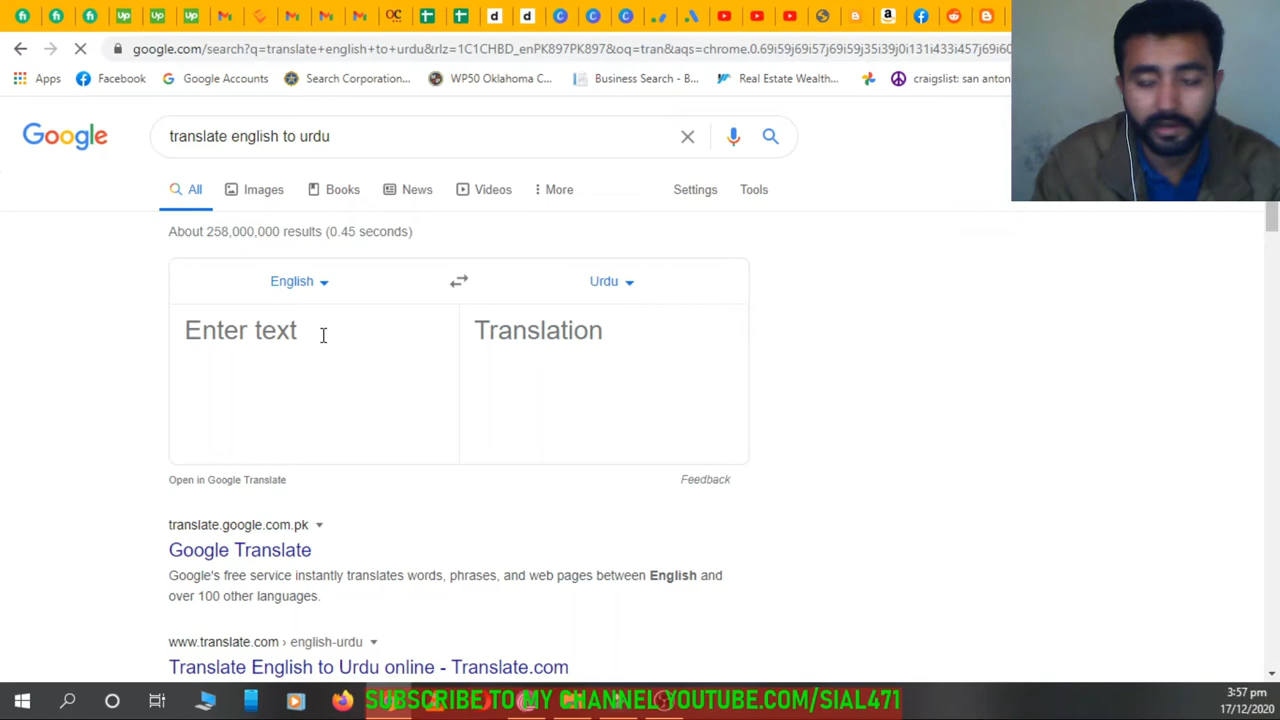 google.com/search?q=translate+english+to+urdu&rlz=1C1CHBD_enPK897PK897&oq=tran&aqs=chrome.0.69i59j69i57j69i59j35i39j0i131i433i457j69i60
Apps Facebook Google Accounts Search Corporation... WP50 Oklahoma C... Business Search - B... Real Estate Wealth... craigslist: san anton
Google translate english to urdu
All Images Books News Videos More Settings Tools
About 258,000,000 results (0.45 seconds)
English Urdu
Enter text Translation
Open in Google Translate Feedback
translate.google.com.pk
Google Translate
Google's free service instantly translates words, phrases, and web pages between English and
over 100 other languages.
www.translate.com › english-urdu
Translate English to Urdu online - Translate.com
SUBSCRIBE TO MY CHANNEL YOUTUBE.COM/SIAL471
3:57 pm
17/12/2020